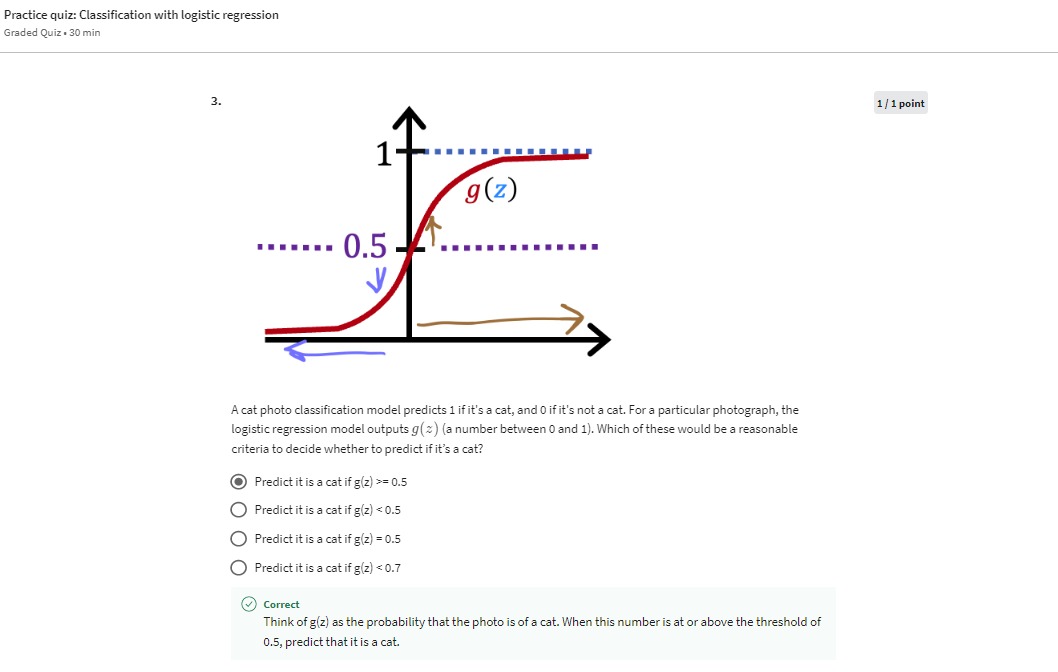 Practice quiz: Classification with logistic regression
Graded Quiz • 30 min
3.
1 / 1 point
1
g(z)
0.5
A cat photo classification model predicts 1 if it's a cat, and 0 if it's not a cat. For a particular photograph, the
logistic regression model outputs g(z) (a number between 0 and 1). Which of these would be a reasonable
criteria to decide whether to predict if it's a cat?
Predict it is a cat if g(z) >= 0.5
Predict it is a cat if g(z) < 0.5
Predict it is a cat if g(z) = 0.5
Predict it is a cat if g(z) < 0.7
Correct
Think of g(z) as the probability that the photo is of a cat. When this number is at or above the threshold of
0.5, predict that it is a cat.